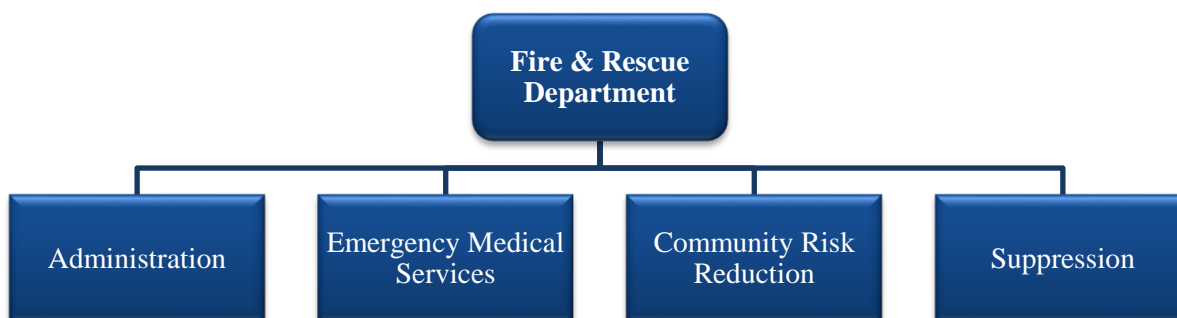 Fire & Rescue
Department
Administration
Emergency Medical
Services
Community Risk
Reduction
Suppression